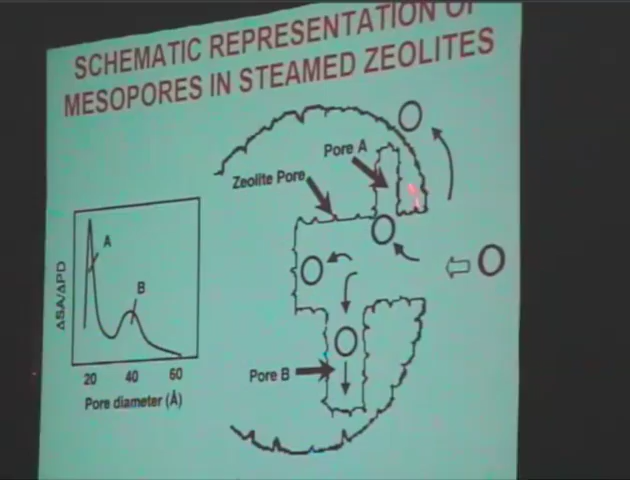 SCHEMATIC REPRESENTATION OF
MESOPORES IN STEAMED ZEOLITES
Pore A
Zeolite Pore
A
B
ΔSA/ΔPD
20 40 60
Pore diameter (Å)
Pore B